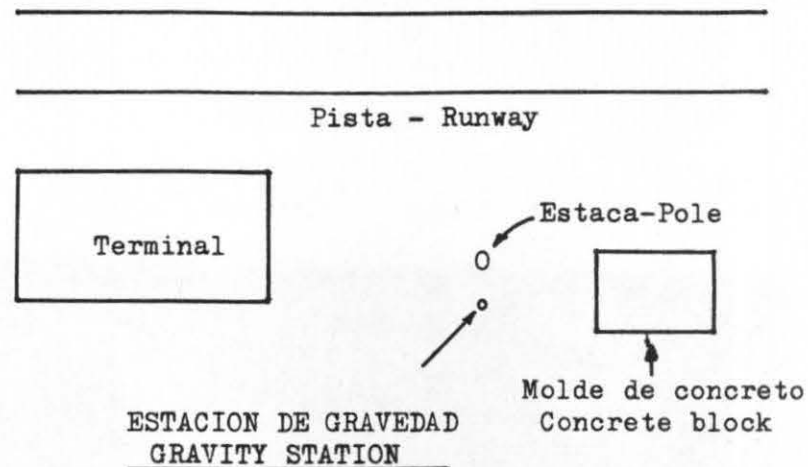 Pista - Runway
Estaca-Pole
Terminal
Molde de concreto
Concrete block
ESTACION DE GRAVEDAD
GRAVITY STATION